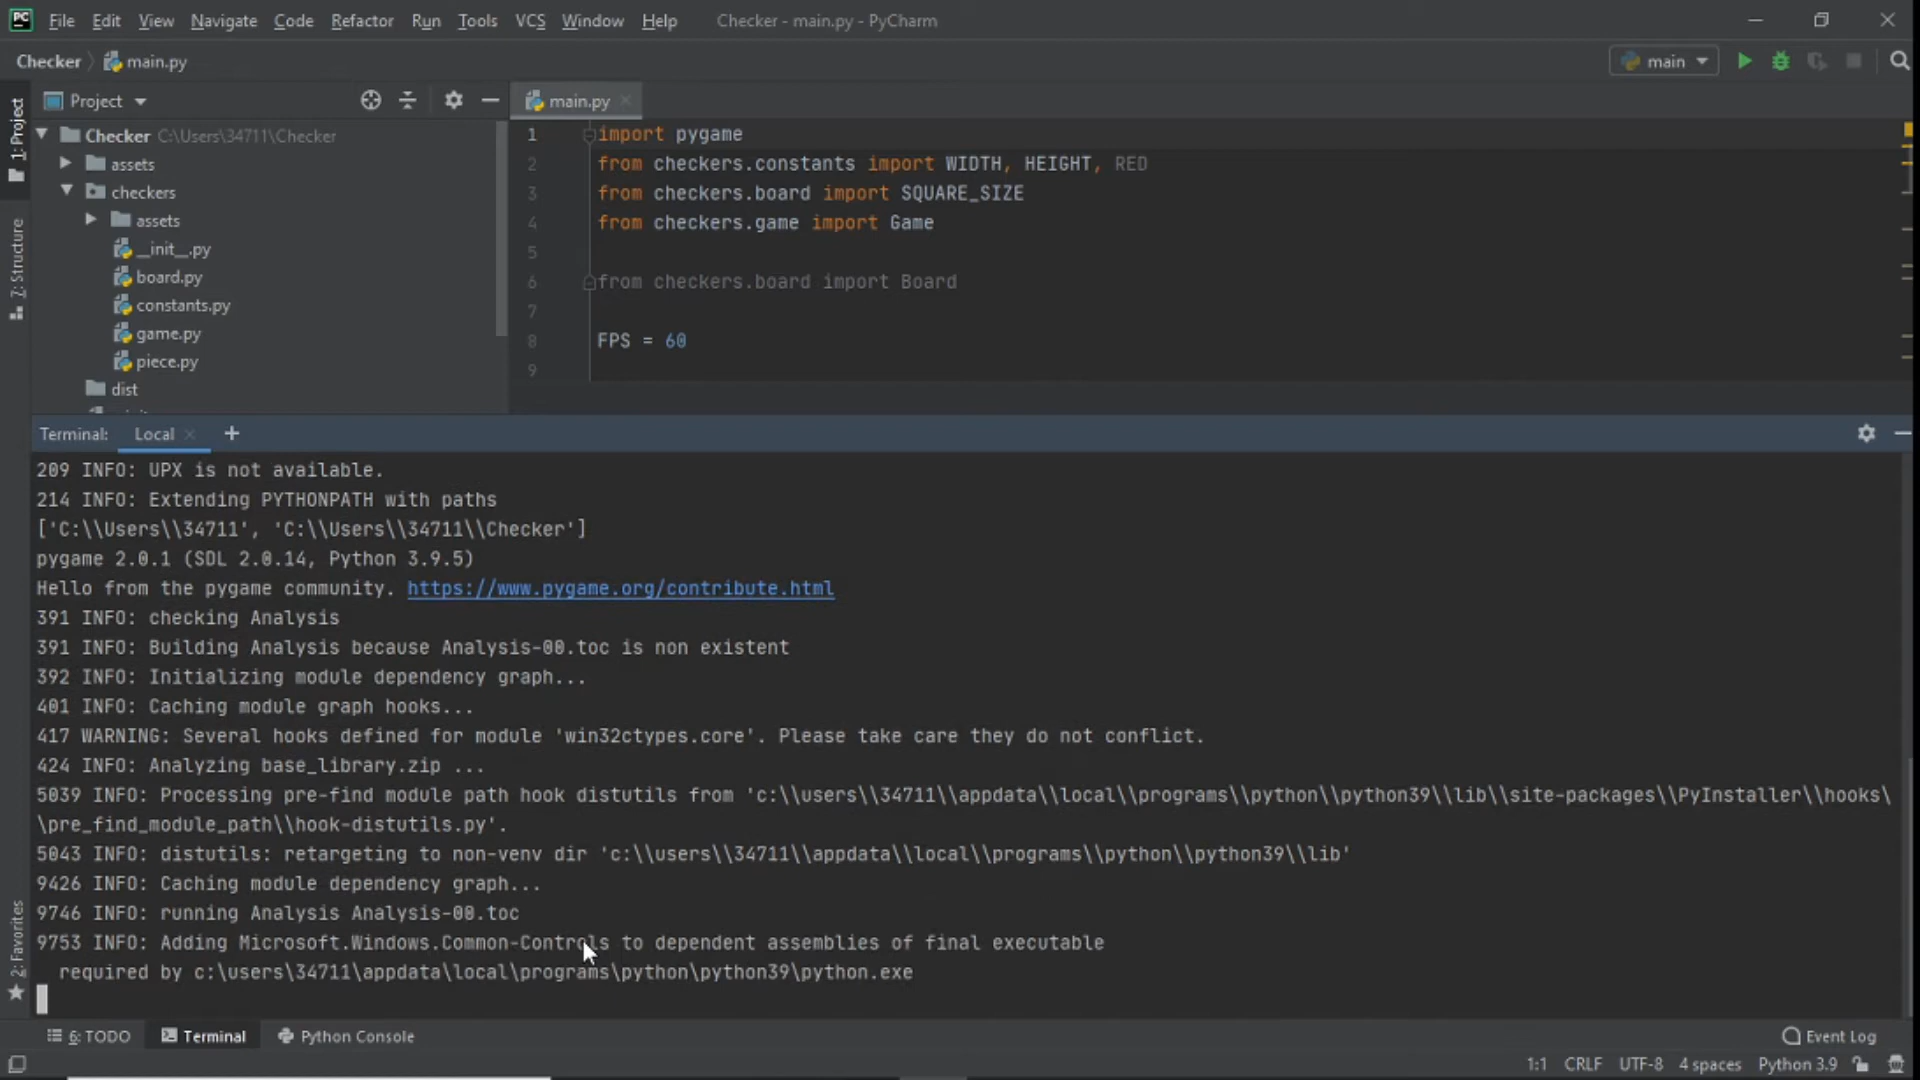 PC File Edit View Navigate Code Refactor Run Tools VCS Window Help Checker - main.py - PyCharm
Checker main.py main
Project main.py
1: Project
7: Structure
2: Favorites
Checker C:\Users\34711\Checker
assets
checkers
assets
__init__.py
board.py
constants.py
game.py
piece.py
dist
1 import pygame
2 from checkers.constants import WIDTH, HEIGHT, RED
3 from checkers.board import SQUARE_SIZE
4 from checkers.game import Game
5
6 from checkers.board import Board
7
8 FPS = 60
9
Terminal: Local +
209 INFO: UPX is not available.
214 INFO: Extending PYTHONPATH with paths
['C:\\Users\\34711', 'C:\\Users\\34711\\Checker']
pygame 2.0.1 (SDL 2.0.14, Python 3.9.5)
Hello from the pygame community. https://www.pygame.org/contribute.html
391 INFO: checking Analysis
391 INFO: Building Analysis because Analysis-00.toc is non existent
392 INFO: Initializing module dependency graph...
401 INFO: Caching module graph hooks...
417 WARNING: Several hooks defined for module 'win32ctypes.core'. Please take care they do not conflict.
424 INFO: Analyzing base_library.zip ...
5039 INFO: Processing pre-find module path hook distutils from 'c:\\users\\34711\\appdata\\local\\programs\\python\\python39\\lib\\site-packages\\PyInstaller\\hooks\
\pre_find_module_path\\hook-distutils.py'.
5043 INFO: distutils: retargeting to non-venv dir 'c:\\users\\34711\\appdata\\local\\programs\\python\\python39\\lib'
9426 INFO: Caching module dependency graph...
9746 INFO: running Analysis Analysis-00.toc
9753 INFO: Adding Microsoft.Windows.Common-Controls to dependent assemblies of final executable
required by c:\users\34711\appdata\local\programs\python\python39\python.exe
6: TODO Terminal Python Console Event Log
1:1 CRLF UTF-8 4 spaces Python 3.9